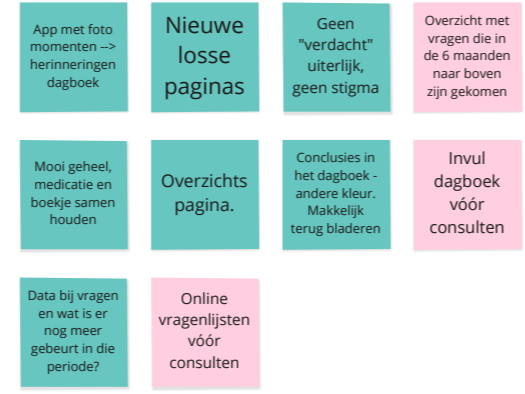 App met foto
momenten -->
herinneringen
dagboek
Nieuwe
losse
paginas
Geen
"verdacht"
uiterlijk,
geen stigma
Overzicht met
vragen die in
de 6 maanden
naar boven
zijn gekomen
Mooi geheel,
medicatie en
boekje samen
houden
Overzichts
pagina.
Conclusies in
het dagboek -
andere kleur.
Makkelijk
terug bladeren
Invul
dagboek
vóór
consulten
Data bij vragen
en wat is er
nog meer
gebeurt in die
periode?
Online
vragenlijsten
vóór
consulten